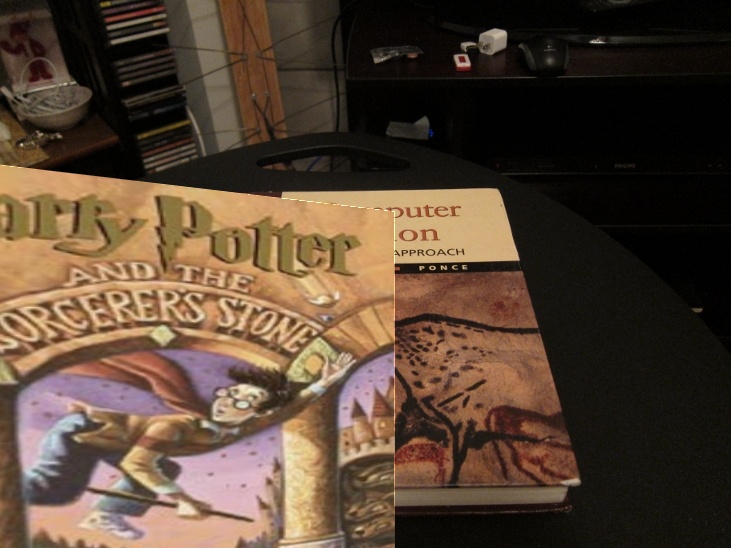 arry Potter
AND THE
SORCERER'S STONE
puter
on
APPROACH
PONCE